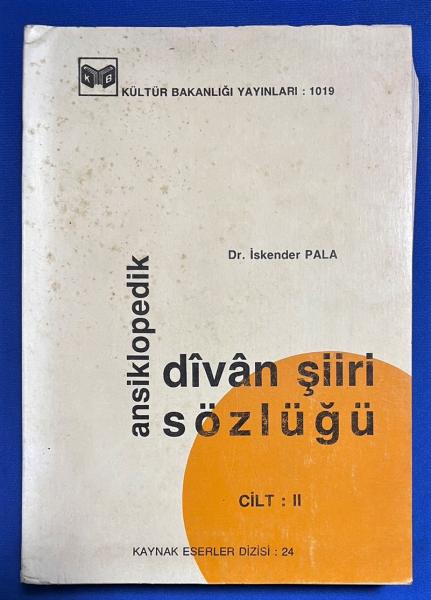 K B
KÜLTÜR BAKANLIĞI YAYINLARI : 1019
Dr. İskender PALA
ansiklopedik
dîvân şiiri
sözlüğü
CİLT : II
KAYNAK ESERLER DİZİSİ : 24